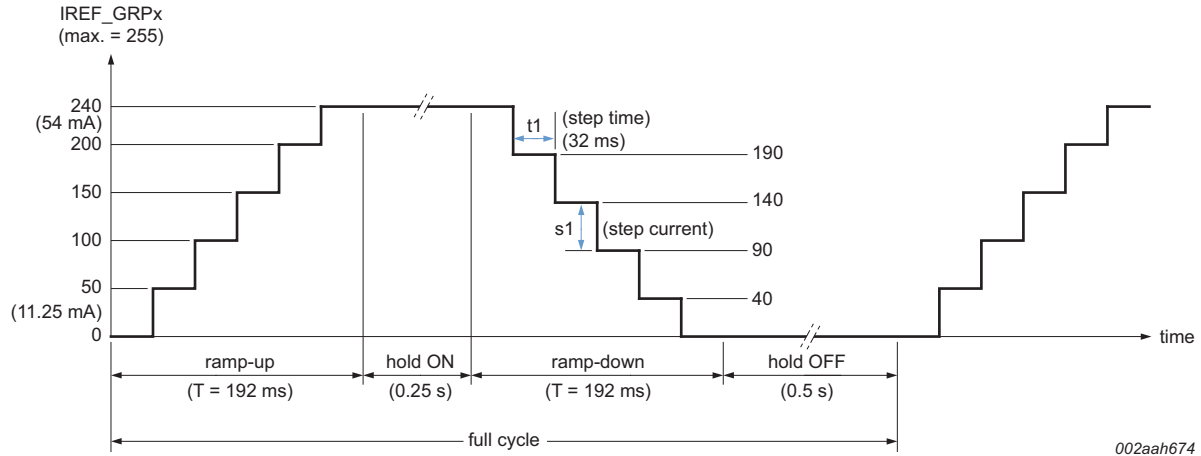 IREF_GRPx
(max. = 255)
240
(54 mA)
200
150
100
50
(11.25 mA)
0
t1
(step time)
(32 ms)
190
140
s1
(step current)
90
40
time
ramp-up
(T = 192 ms)
hold ON
(0.25 s)
ramp-down
(T = 192 ms)
hold OFF
(0.5 s)
full cycle
002aah674